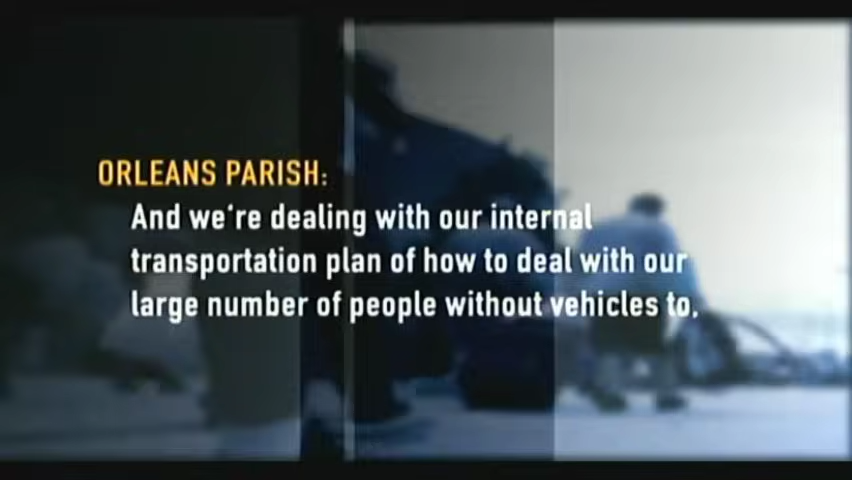 ORLEANS PARISH:
And we're dealing with our internal
transportation plan of how to deal with our
large number of people without vehicles to,